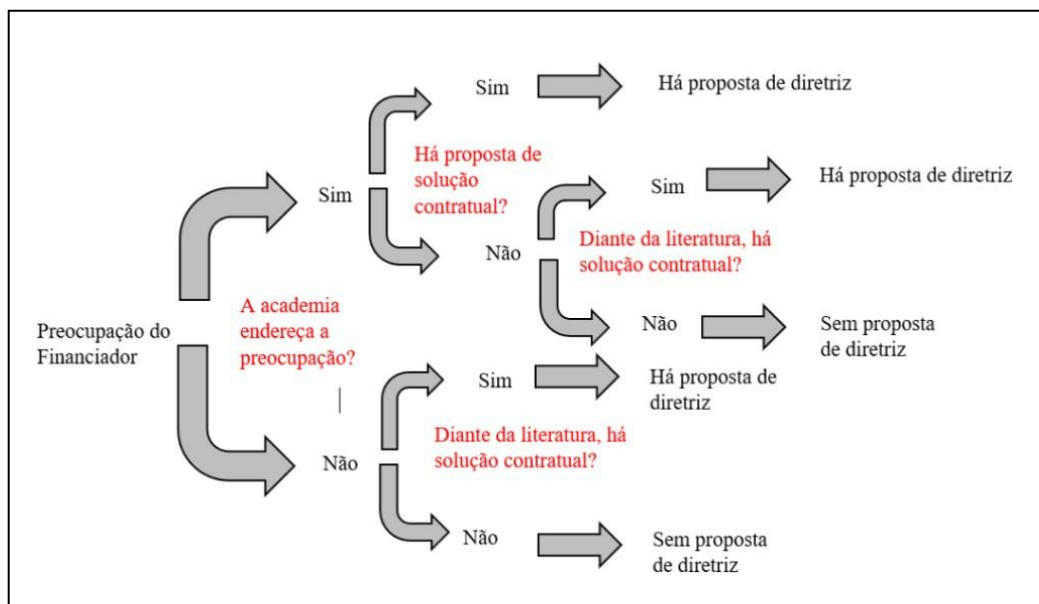 Sim
Há proposta de diretriz
Há proposta de
solução
contratual?
Sim
Sim
Há proposta de diretriz
Não
Diante da literatura, há
solução contratual?
A academia
endereça a
preocupação?
Preocupação do
Financiador
Não
Sem proposta
de diretriz
Sim
Há proposta de
diretriz
Não
Diante da literatura, há
solução contratual?
Não
Sem proposta
de diretriz